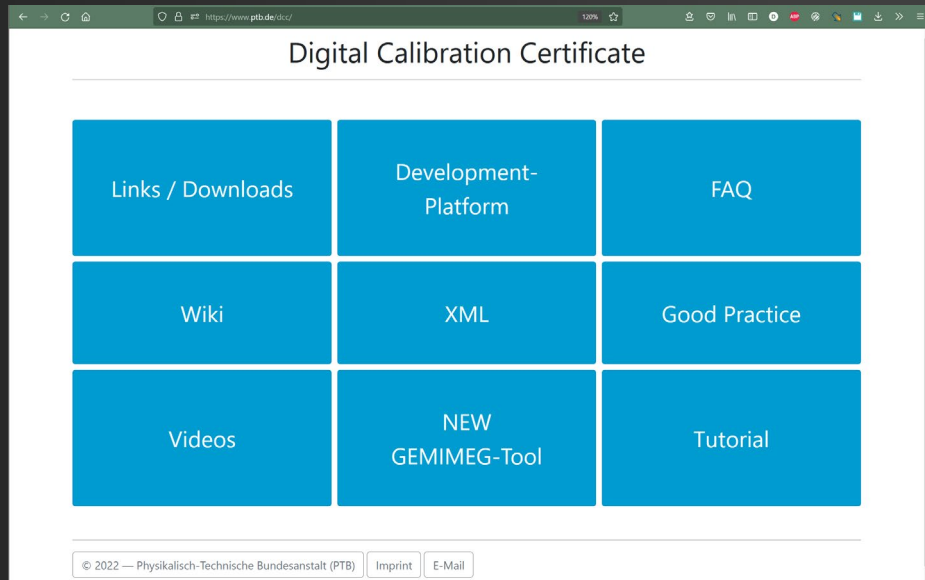 https://www.ptb.de/dcc/
120%
Digital Calibration Certificate
Links / Downloads
Development-
Platform
FAQ
Wiki
XML
Good Practice
Videos
NEW
GEMIMEG-Tool
Tutorial
© 2022 — Physikalisch-Technische Bundesanstalt (PTB)
Imprint
E-Mail